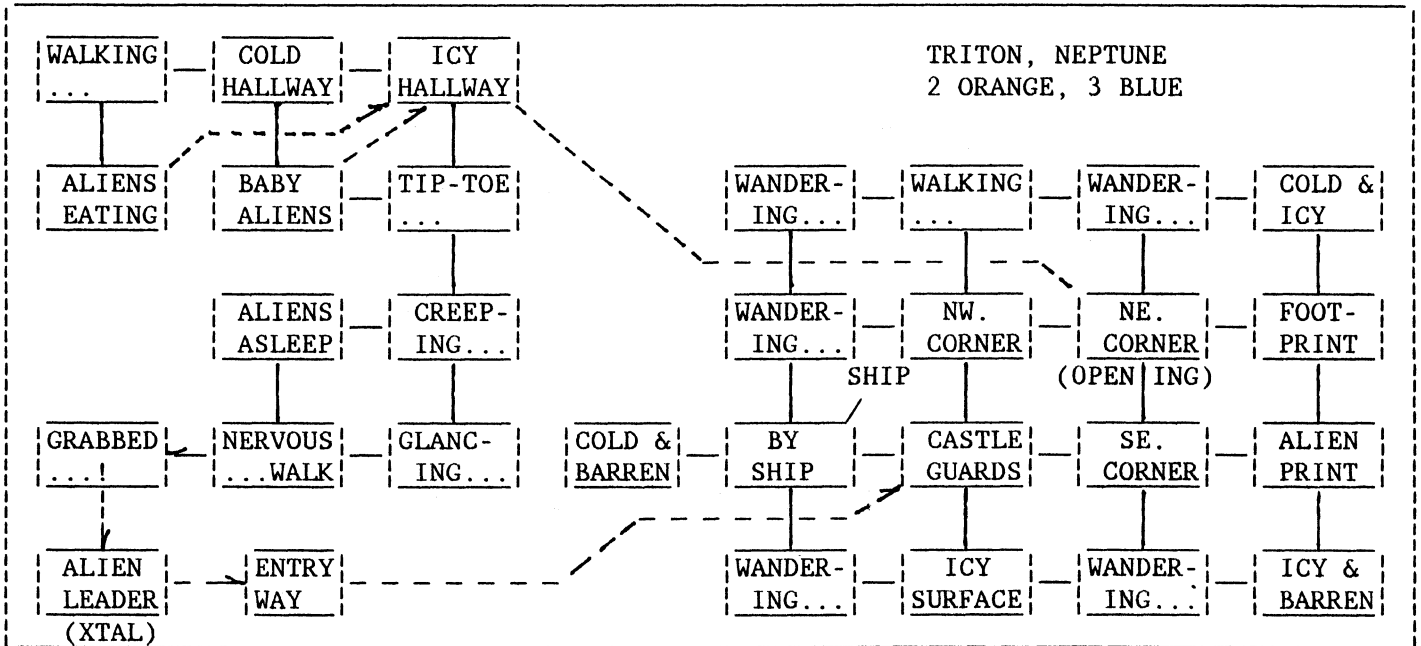 TRITON, NEPTUNE
2 ORANGE, 3 BLUE
WALKING
...
COLD
HALLWAY
ICY
HALLWAY
ALIENS
EATING
BABY
ALIENS
TIP-TOE
...
WANDER-
ING...
WALKING
...
WANDER-
ING...
COLD &
ICY
ALIENS
ASLEEP
CREEP-
ING...
WANDER-
ING...
NW.
CORNER
NE.
CORNER
(OPEN ING)
FOOT-
PRINT
SHIP
GRABBED
...!
NERVOUS
...WALK
GLANC-
ING...
COLD &
BARREN
BY
SHIP
CASTLE
GUARDS
SE.
CORNER
ALIEN
PRINT
ALIEN
LEADER
(XTAL)
ENTRY
WAY
WANDER-
ING...
ICY
SURFACE
WANDER-
ING...
ICY &
BARREN